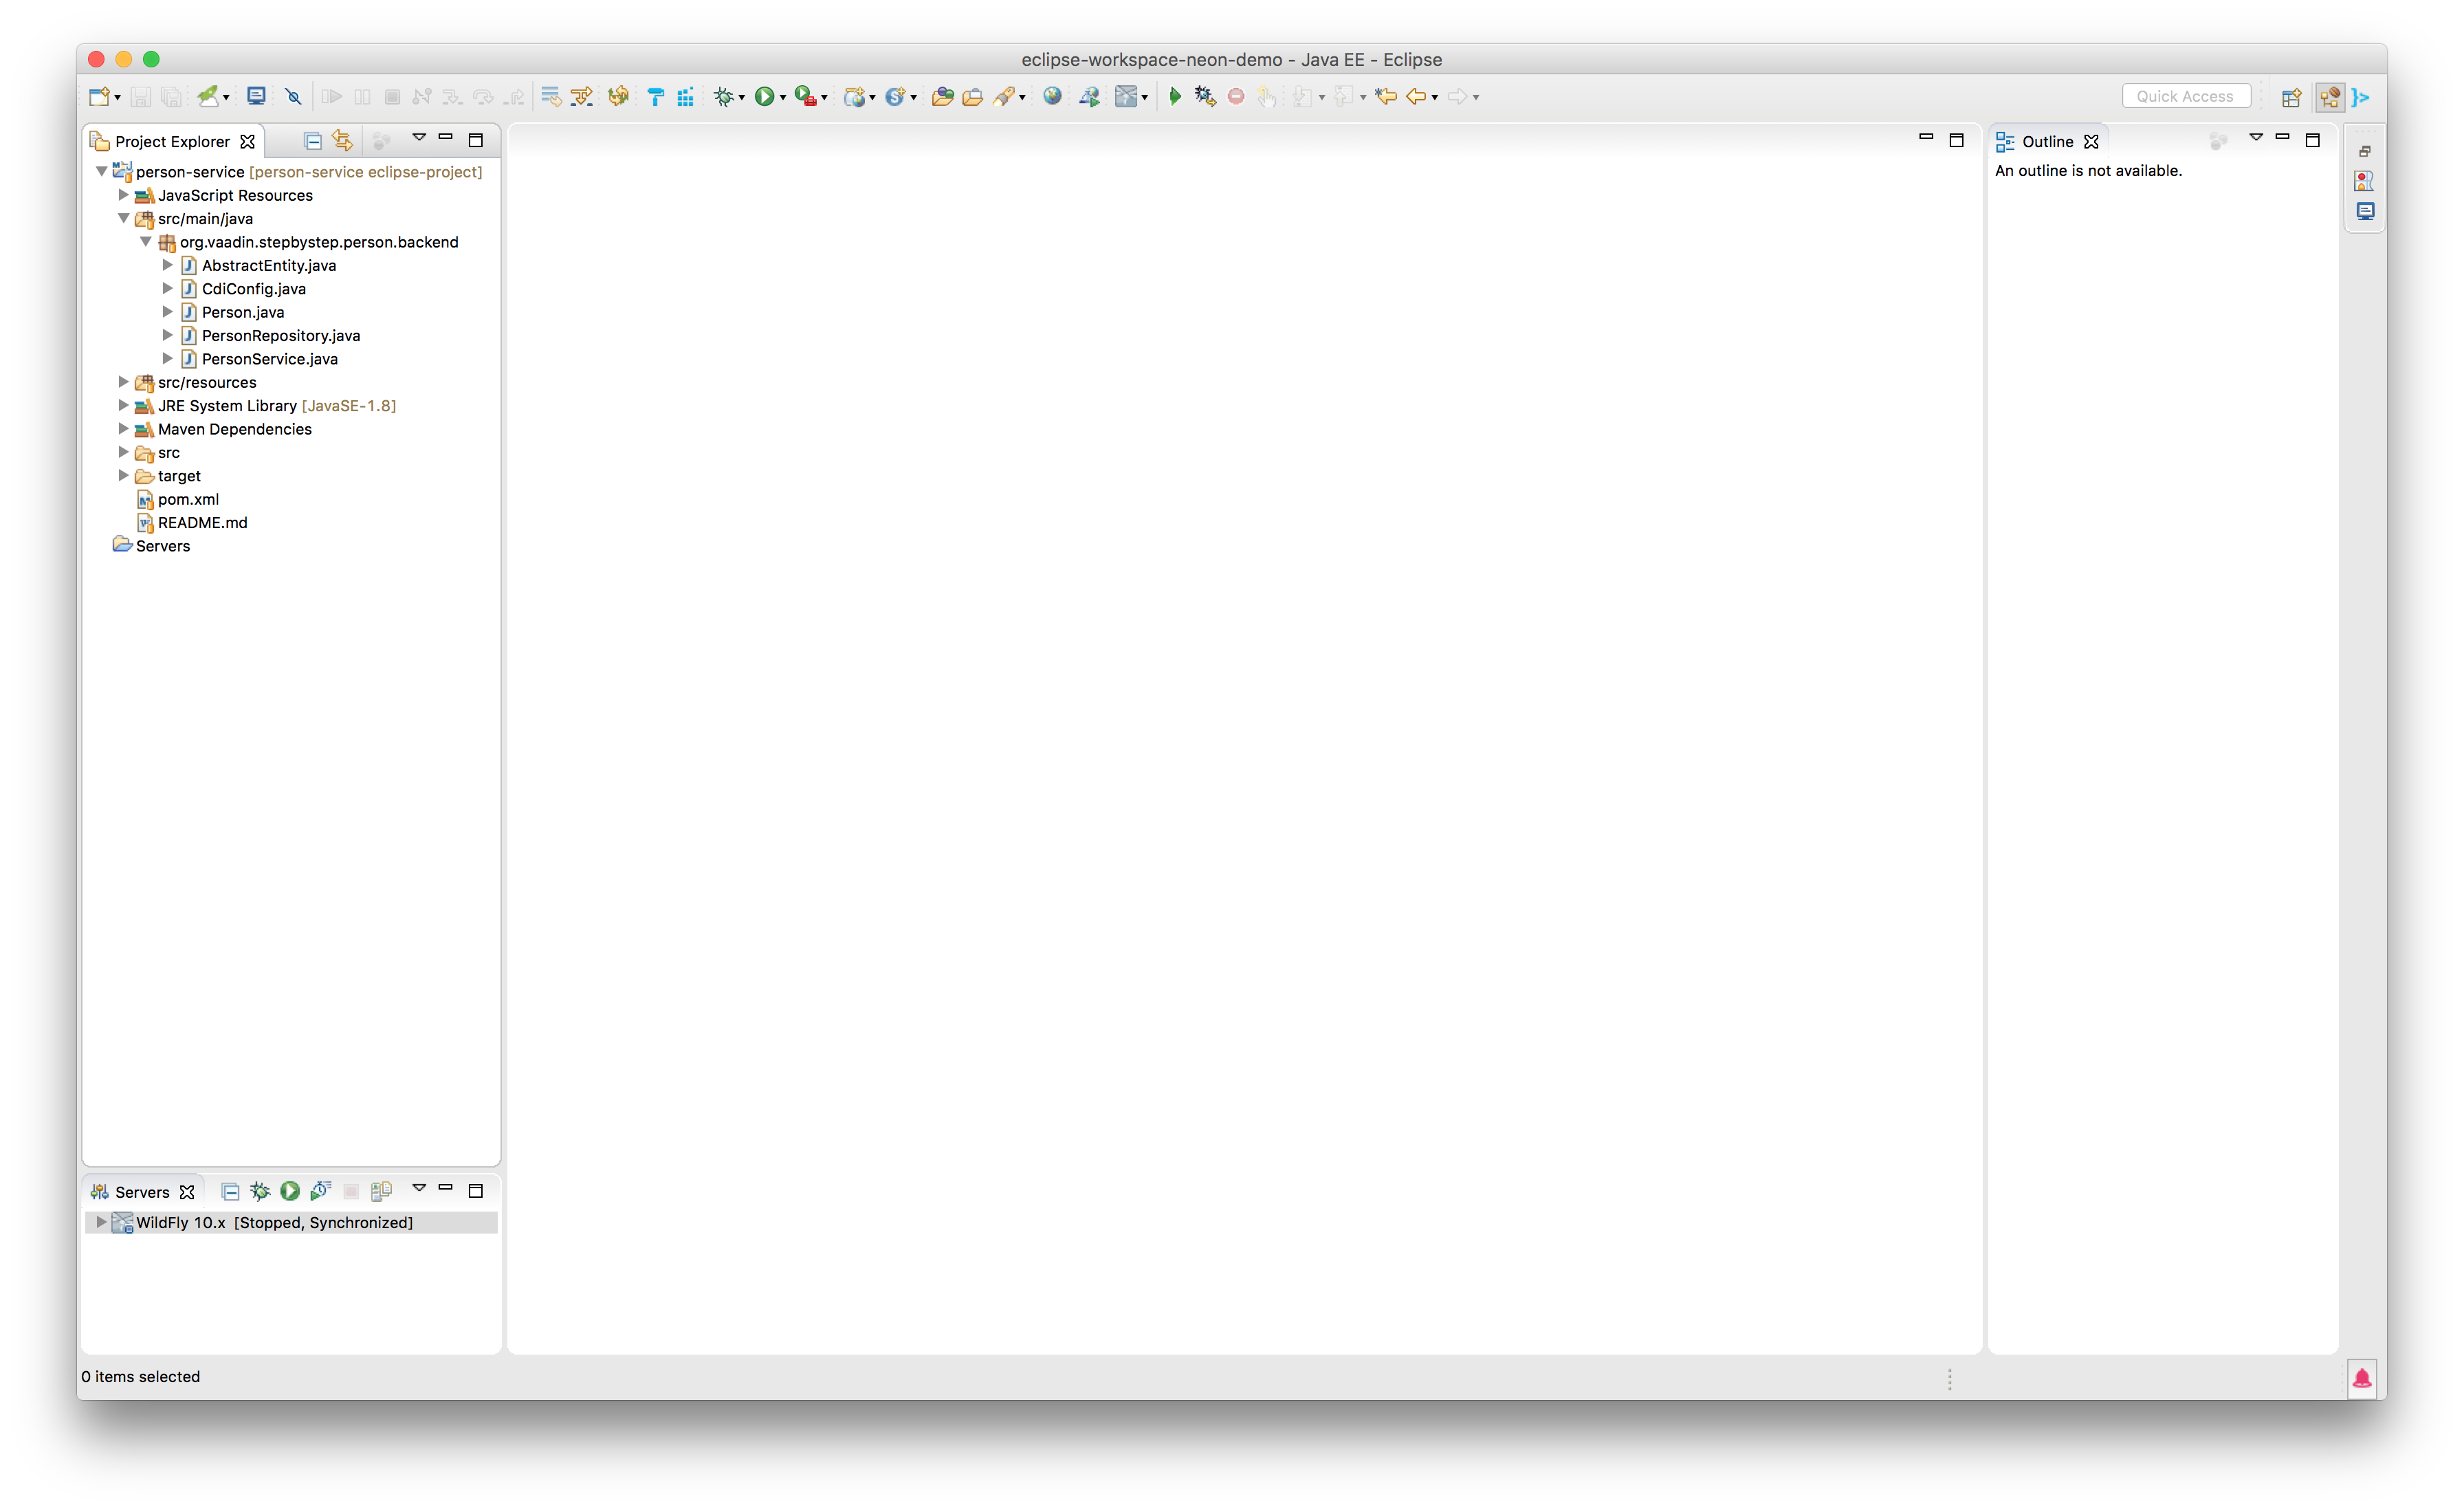 eclipse-workspace-neon-demo - Java EE - Eclipse
Quick Access
Project Explorer
person-service [person-service eclipse-project]
JavaScript Resources
src/main/java
org.vaadin.stepbystep.person.backend
AbstractEntity.java
CdiConfig.java
Person.java
PersonRepository.java
PersonService.java
src/resources
JRE System Library [JavaSE-1.8]
Maven Dependencies
src
target
pom.xml
README.md
Servers
Outline
An outline is not available.
Servers
WildFly 10.x [Stopped, Synchronized]
0 items selected